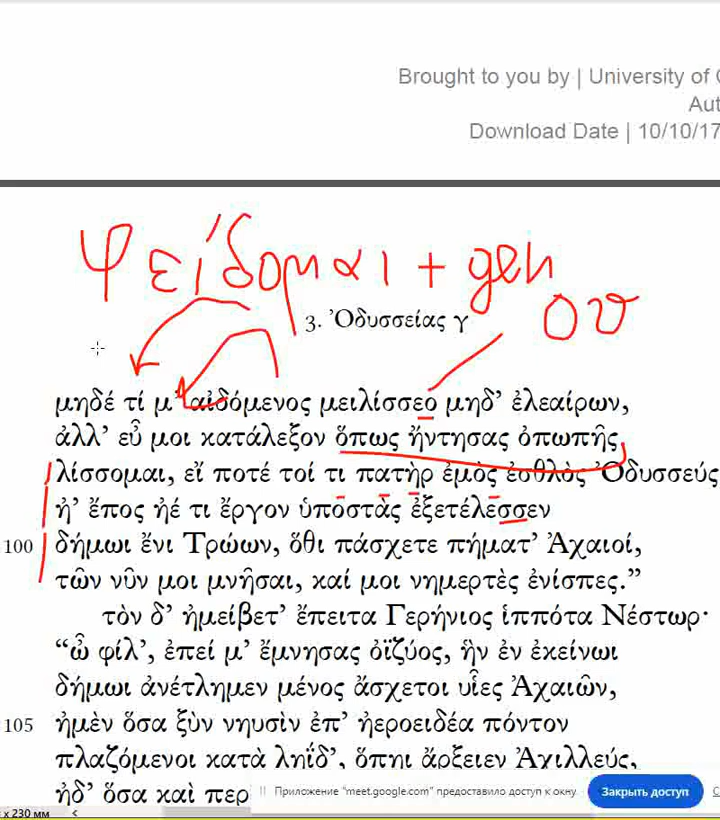 Brought to you by | University of
Aut
Download Date | 10/10/17
φείδομαι + gen
ου
3. Ὀδυσσείας γ
μηδέ τί μ’ αἰδόμενος μειλίσσεο μηδ’ ἐλεαίρων,
ἀλλ’ εὖ μοι κατάλεξον ὅπως ἤντησας ὀπωπῆς.
λίσσομαι, εἴ ποτέ τοί τι πατὴρ ἐμὸς ἐσθλὸς Ὀδυσσεύς
ἠ’ ἔπος ἠέ τι ἔργον ὑποστὰς ἐξετέλεσσεν
100 δήμωι ἔνι Τρώων, ὅθι πάσχετε πήματ’ Ἀχαιοί,
τῶν νῦν μοι μνῆσαι, καί μοι νημερτὲς ἐνίσπες.”
τὸν δ’ ἠμείβετ’ ἔπειτα Γερήνιος ἱππότα Νέστωρ·
“ὦ φίλ’, ἐπεί μ’ ἔμνησας ὀϊζύος, ἣν ἐν ἐκείνωι
δήμωι ἀνέτλημεν μένος ἄσχετοι υἷες Ἀχαιῶν,
105 ἠμὲν ὅσα ξὺν νηυσὶν ἐπ’ ἠεροειδέα πόντον
πλαζόμενοι κατὰ ληΐδ’, ὅπηι ἄρξειεν Ἀχιλλεύς,
ἠδ’ ὅσα καὶ περ
Приложение "meet.google.com" предоставило доступ к окну. Закрыть доступ С
x 230 мм <